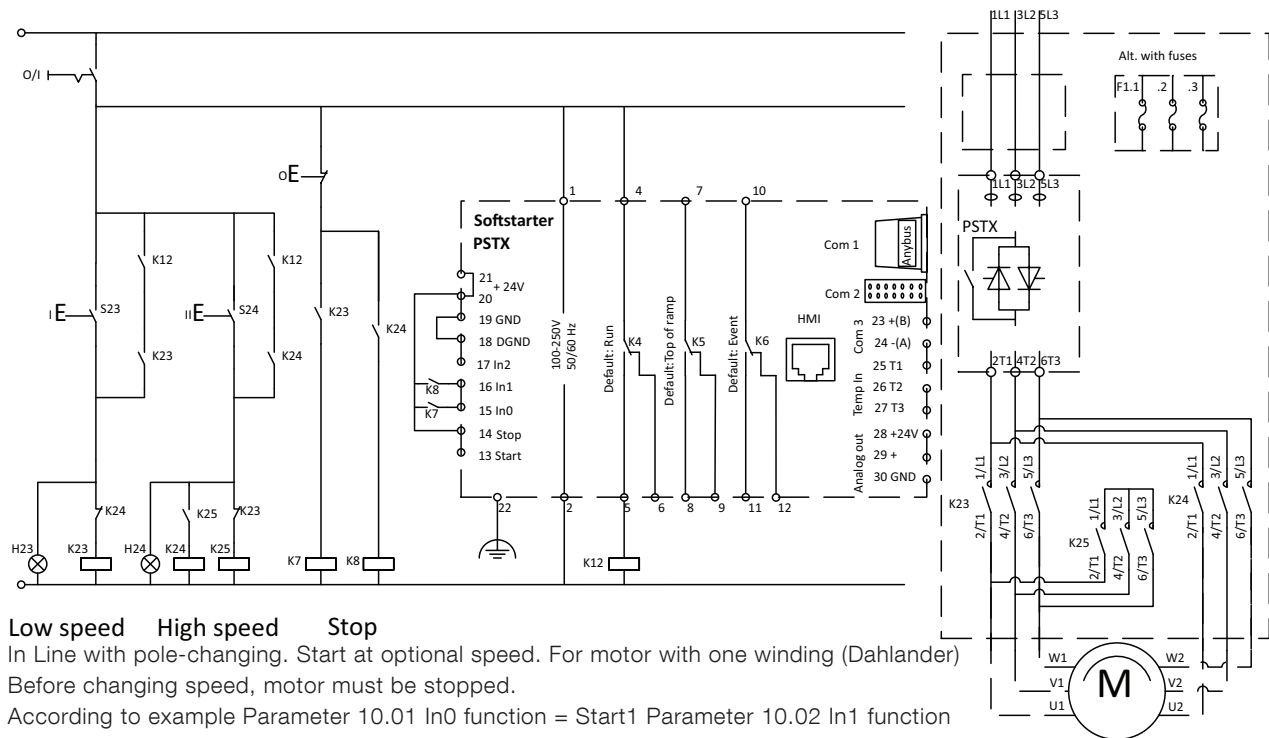 1L1 3L2 5L3
Alt. with fuses
F1.1 .2 .3
O/I
OE
1 4 7 10
1L1 3L2 5L3
Softstarter
PSTX
PSTX
Com 1
Anybus
Com 2
K12
K12
21
+ 24V
20
19 GND
18 DGND
17 In2
16 In1
15 In0
14 Stop
13 Start
K8
K7
IE
S23
IIE
S24
K23
K24
K23
K24
100-250V
50/60 Hz
Default: Run
K4
Default:Top of ramp
K5
Default: Event
K6
HMI
Com 3
23 +(B)
24 -(A)
Temp In
25 T1
26 T2
27 T3
Analog out
28 +24V
29 +
30 GND
2T1 4T2 6T3
22 2 5 6 8 9 11 12
K24
K25
K23
H23
K23
H24
K24
K25
K7
K8
K12
K23
1/L1 3/L2 5/L3
2/T1 4/T2 6/T3
K25
1/L1 3/L2 5/L3
2/T1 4/T2 6/T3
K24
1/L1 3/L2 5/L3
2/T1 4/T2 6/T3
W1 W2
V1 M V2
U1 U2
Low speed High speed Stop
In Line with pole-changing. Start at optional speed. For motor with one winding (Dahlander)
Before changing speed, motor must be stopped.
According to example Parameter 10.01 In0 function = Start1 Parameter 10.02 In1 function